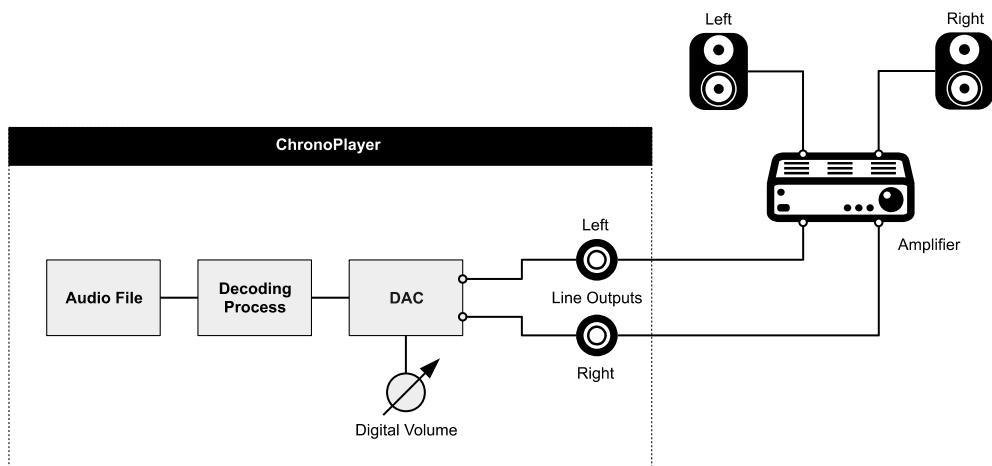 Left
Right
ChronoPlayer
Left
Amplifier
Audio File
Decoding
Process
DAC
Line Outputs
Right
Digital Volume